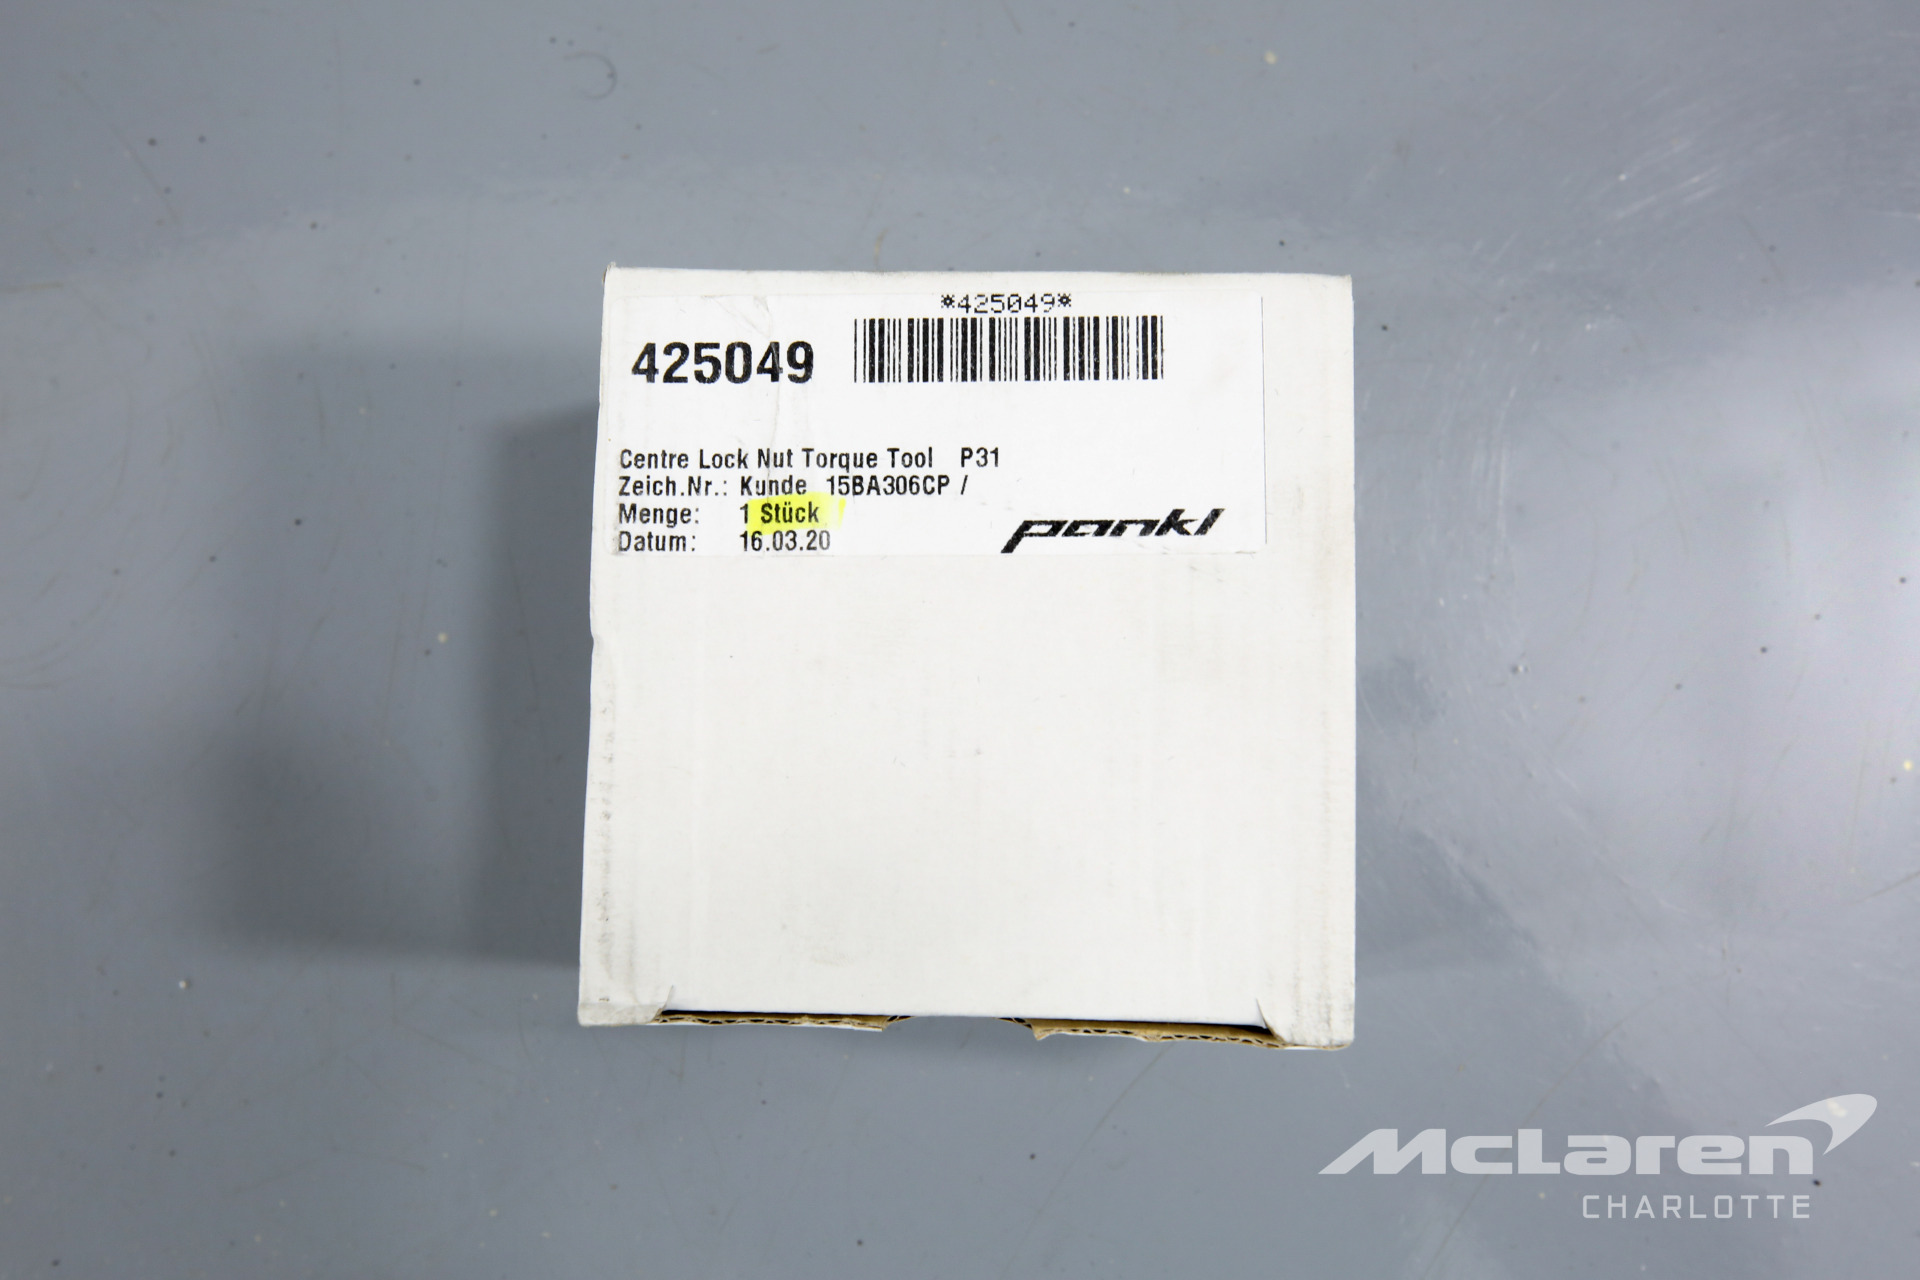 *425049*
425049
Centre Lock Nut Torque Tool P31
Zeich.Nr.: Kunde 15BA306CP /
Menge: 1 Stück
Datum: 16.03.20
pankl
McLaren
CHARLOTTE